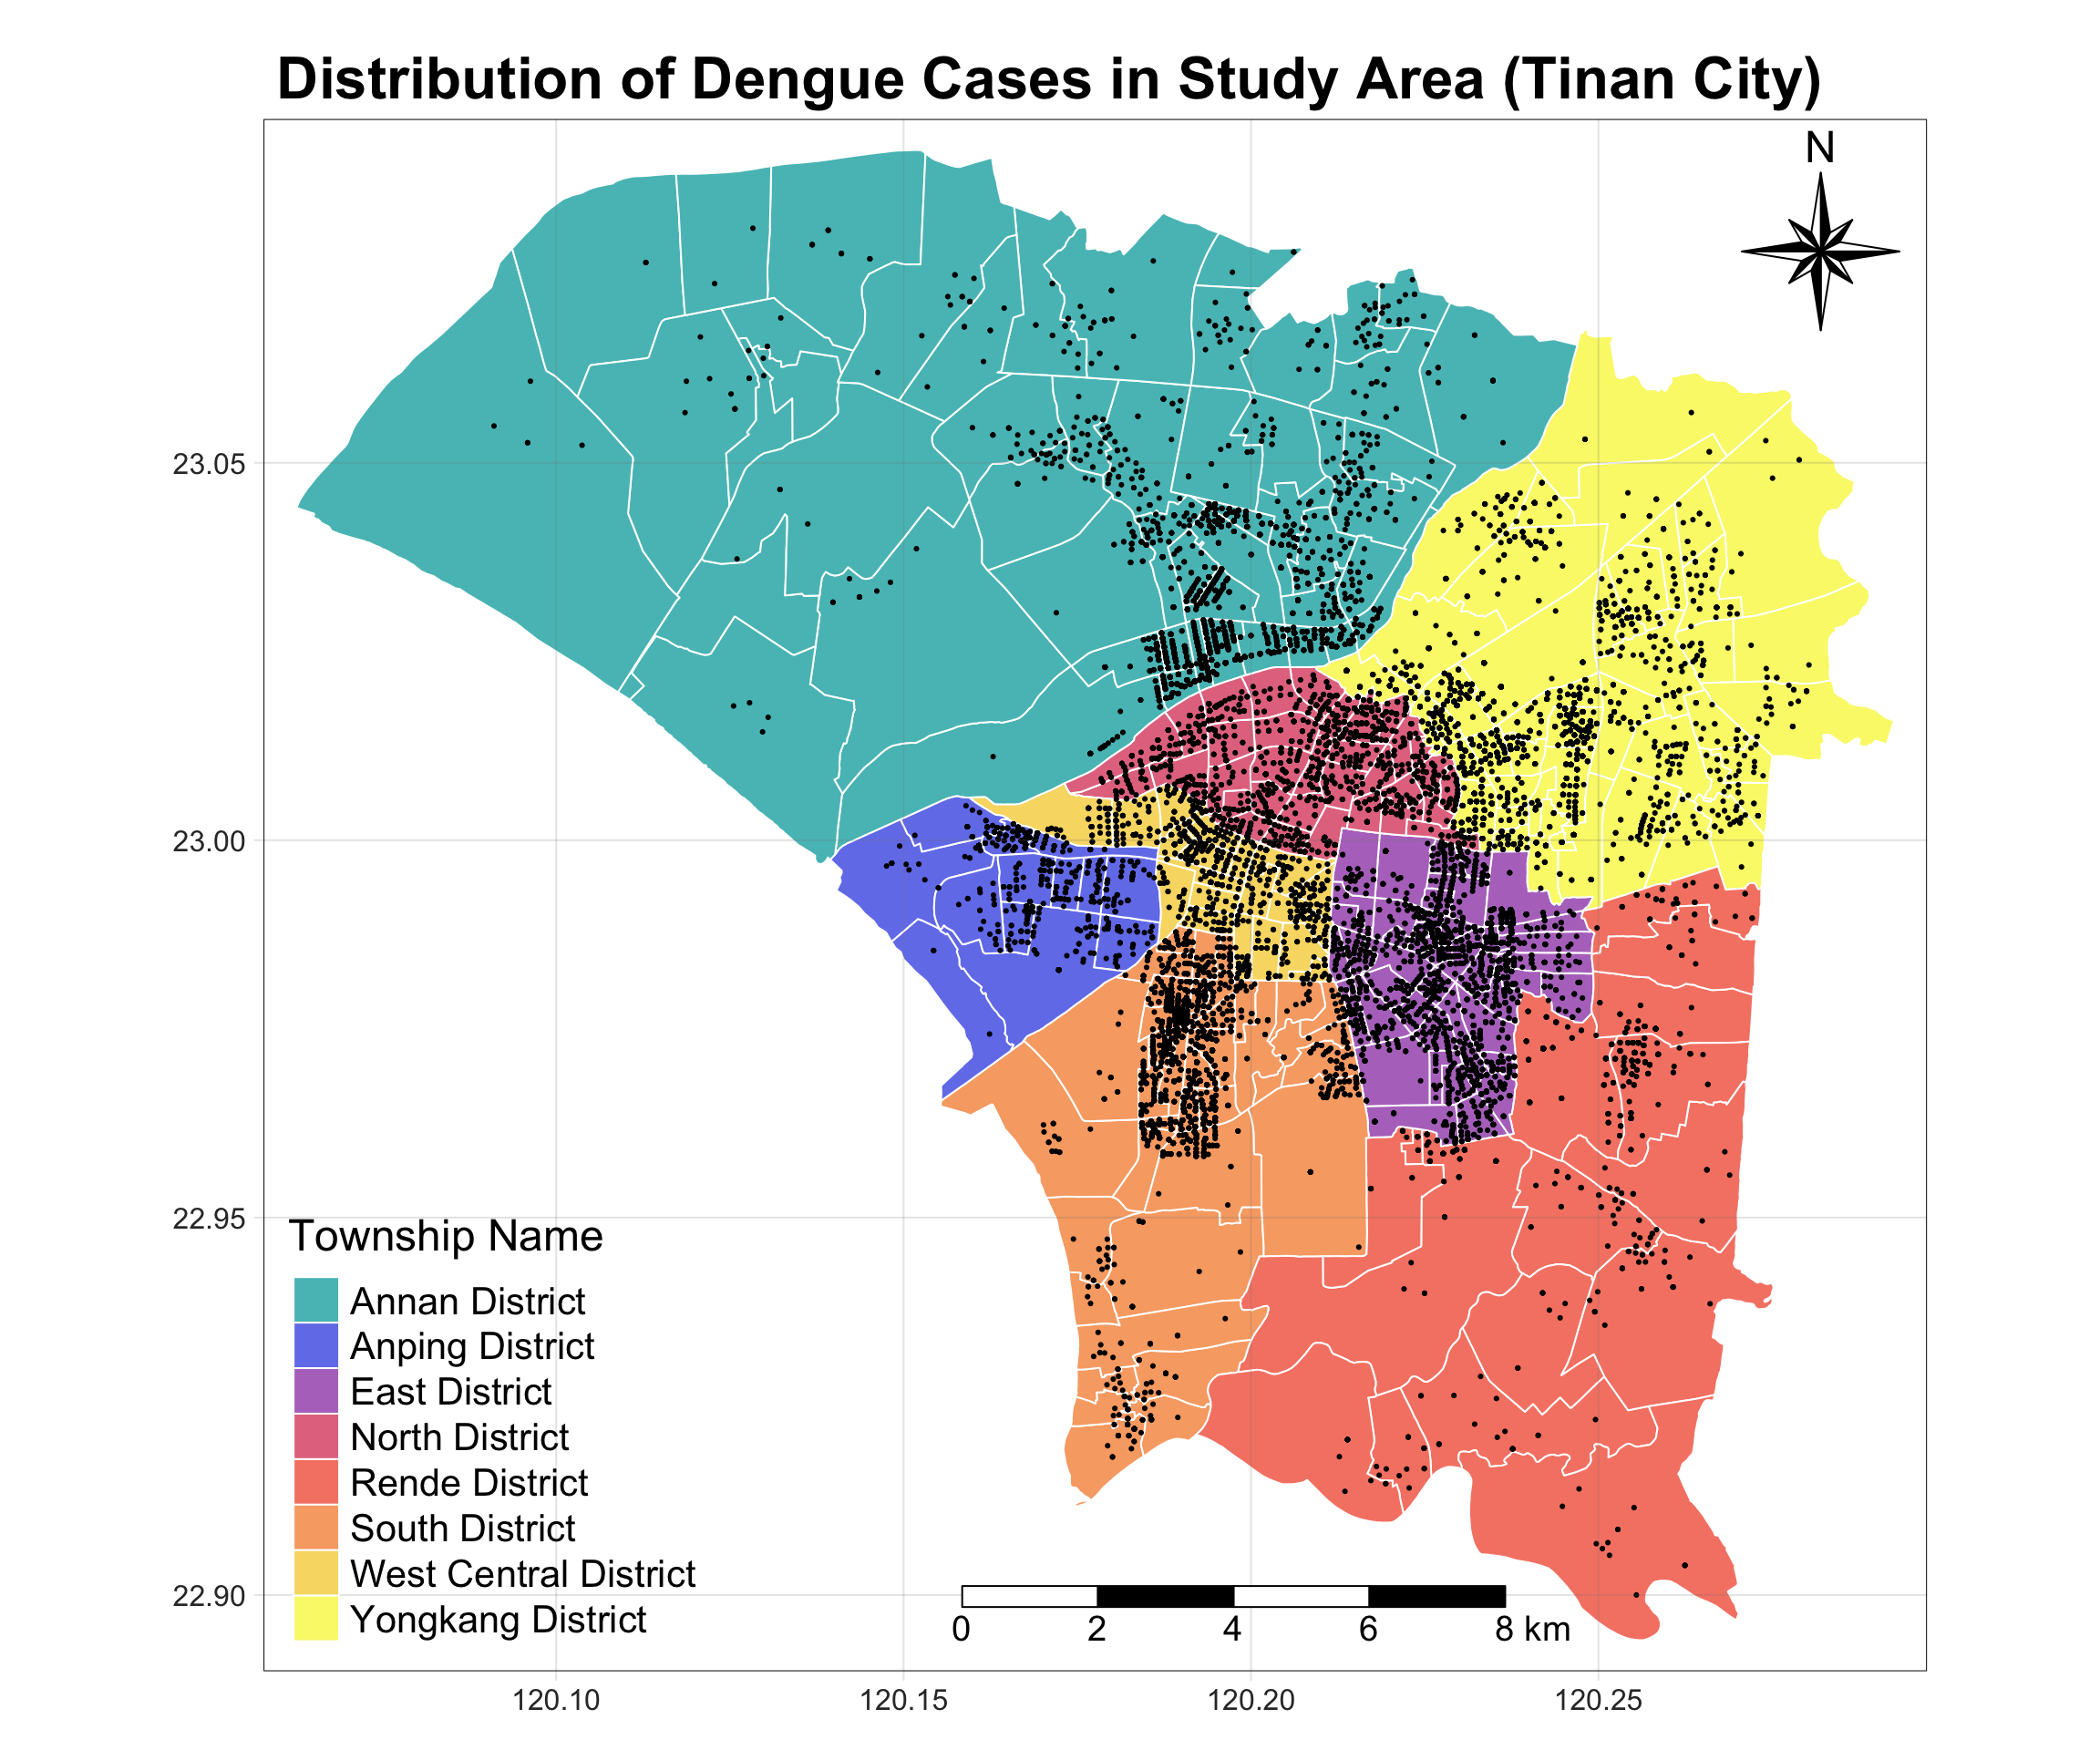 Distribution of Dengue Cases in Study Area (Tinan City)
N
23.05
23.00
22.95
22.90
Township Name
Annan District
Anping District
East District
North District
Rende District
South District
West Central District
Yongkang District
0 2 4 6 8 km
120.10 120.15 120.20 120.25